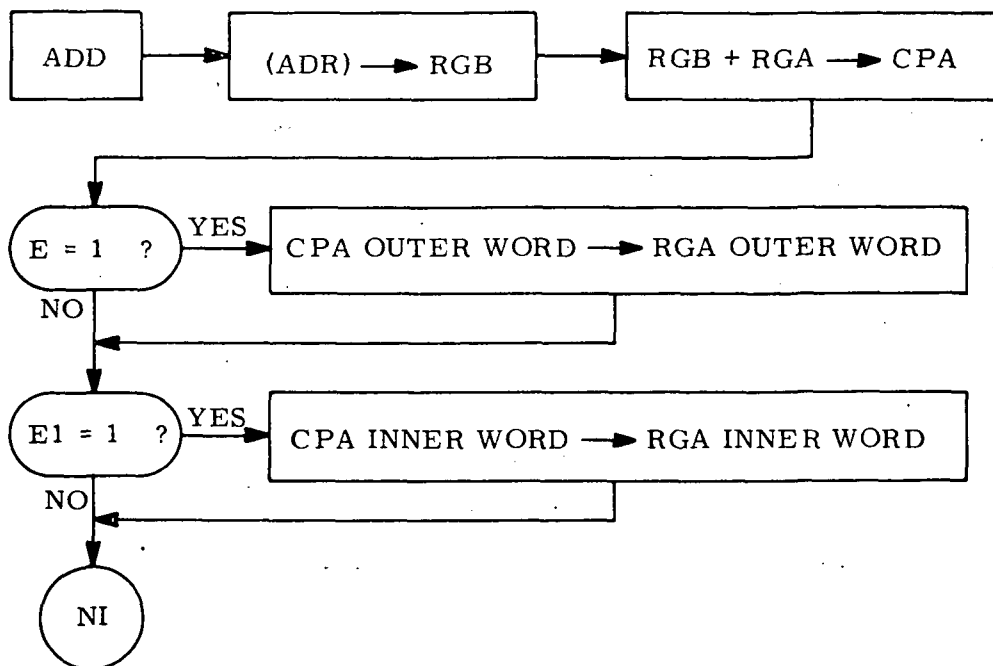 ADD
(ADR) → RGB
RGB + RGA → CPA
E = 1 ?
YES
CPA OUTER WORD → RGA OUTER WORD
NO
E1 = 1 ?
YES
CPA INNER WORD → RGA INNER WORD
NO
NI